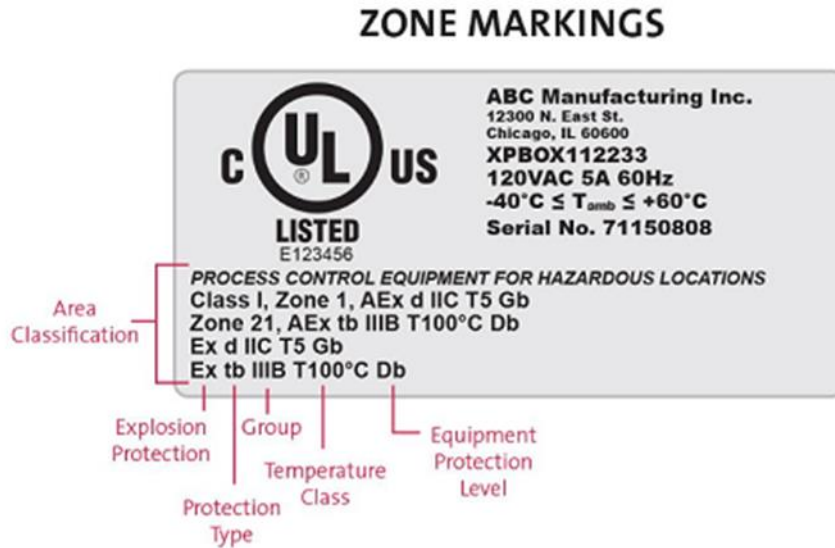 ZONE MARKINGS
C UL US
®
LISTED
E123456
ABC Manufacturing Inc.
12300 N. East St.
Chicago, IL 60600
XPBOX112233
120VAC 5A 60Hz
-40°C ≤ Tamb ≤ +60°C
Serial No. 71150808
PROCESS CONTROL EQUIPMENT FOR HAZARDOUS LOCATIONS
Class I, Zone 1, AEx d IIC T5 Gb
Zone 21, AEx tb IIIB T100°C Db
Ex d IIC T5 Gb
Ex tb IIIB T100°C Db
Area
Classification
Explosion
Protection
Protection
Type
Group
Temperature
Class
Equipment
Protection
Level